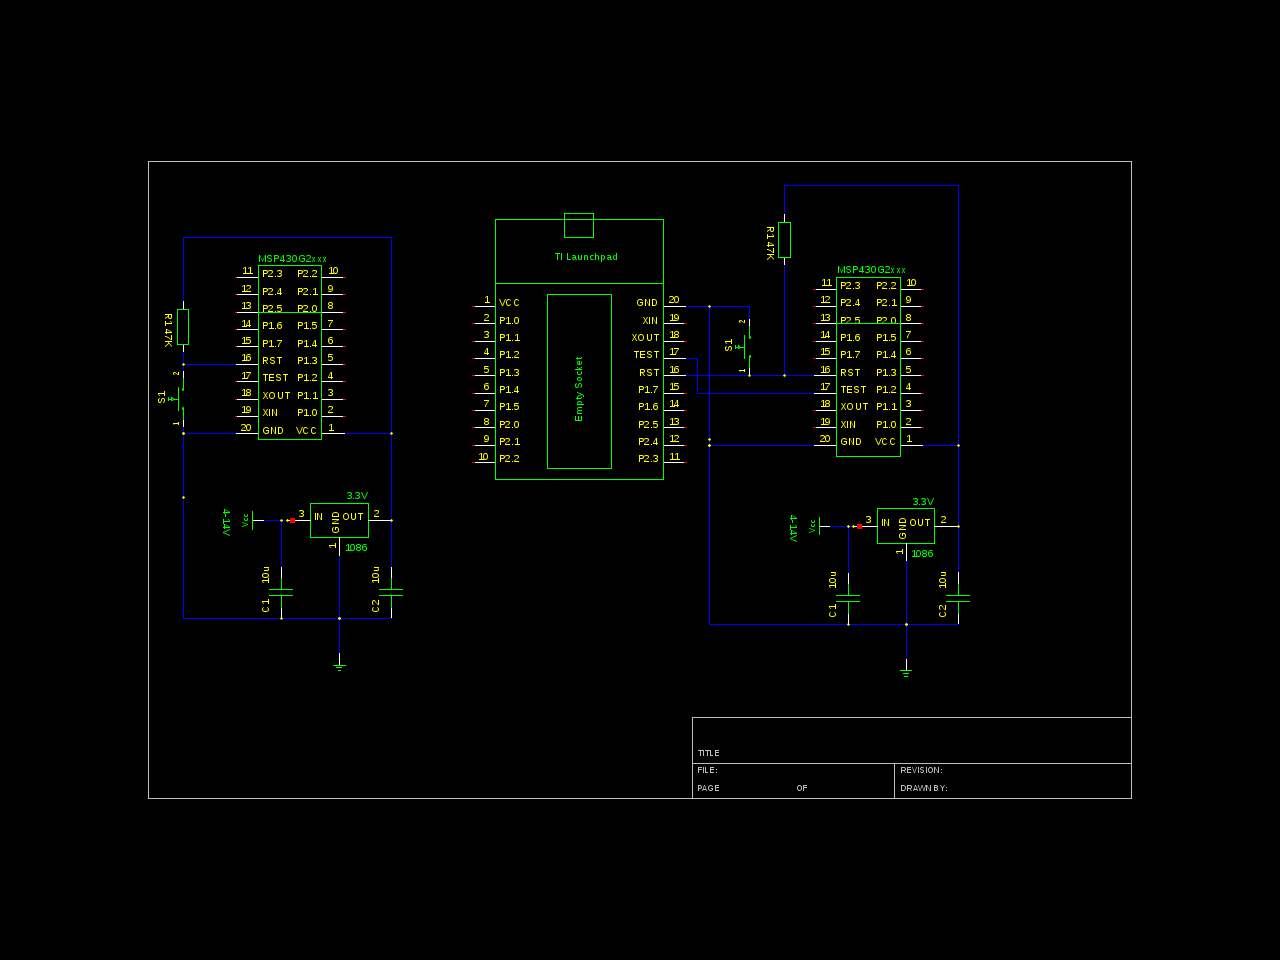 MSP430G2xxx
11 P2.3 P2.2 10
12 P2.4 P2.1 9
13 P2.5 P2.0 8
14 P1.6 P1.5 7
15 P1.7 P1.4 6
16 RST P1.3 5
17 TEST P1.2 4
18 XOUT P1.1 3
19 XIN P1.0 2
20 GND VCC 1
R1 47K
2
S1
1
3.3V
4-14V
Vcc
3 IN GND OUT 2
1
1086
10u
C1
10u
C2
TI Launchpad
1 VCC GND 20
2 P1.0 XIN 19
3 P1.1 XOUT 18
4 P1.2 TEST 17
5 P1.3 RST 16
6 P1.4 P1.7 15
7 P1.5 P1.6 14
8 P2.0 P2.5 13
9 P2.1 P2.4 12
10 P2.2 P2.3 11
Empty Socket
R1 47K
2
S1
1
MSP430G2xxx
11 P2.3 P2.2 10
12 P2.4 P2.1 9
13 P2.5 P2.0 8
14 P1.6 P1.5 7
15 P1.7 P1.4 6
16 RST P1.3 5
17 TEST P1.2 4
18 XOUT P1.1 3
19 XIN P1.0 2
20 GND VCC 1
3.3V
4-14V
Vcc
3 IN GND OUT 2
1
1086
10u
C1
10u
C2
TITLE
FILE: REVISION:
PAGE OF DRAWN BY: